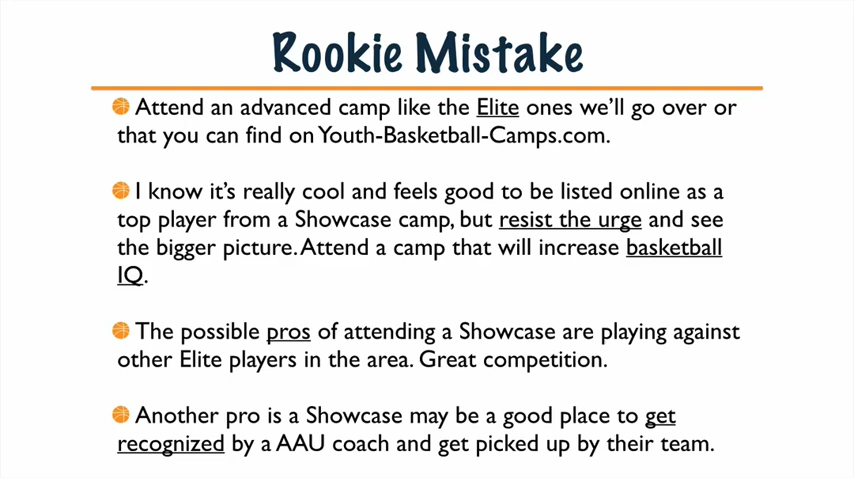 Rookie Mistake
Attend an advanced camp like the Elite ones we'll go over or
that you can find on Youth-Basketball-Camps.com.
I know it's really cool and feels good to be listed online as a
top player from a Showcase camp, but resist the urge and see
the bigger picture. Attend a camp that will increase basketball
IQ.
The possible pros of attending a Showcase are playing against
other Elite players in the area. Great competition.
Another pro is a Showcase may be a good place to get
recognized by a AAU coach and get picked up by their team.